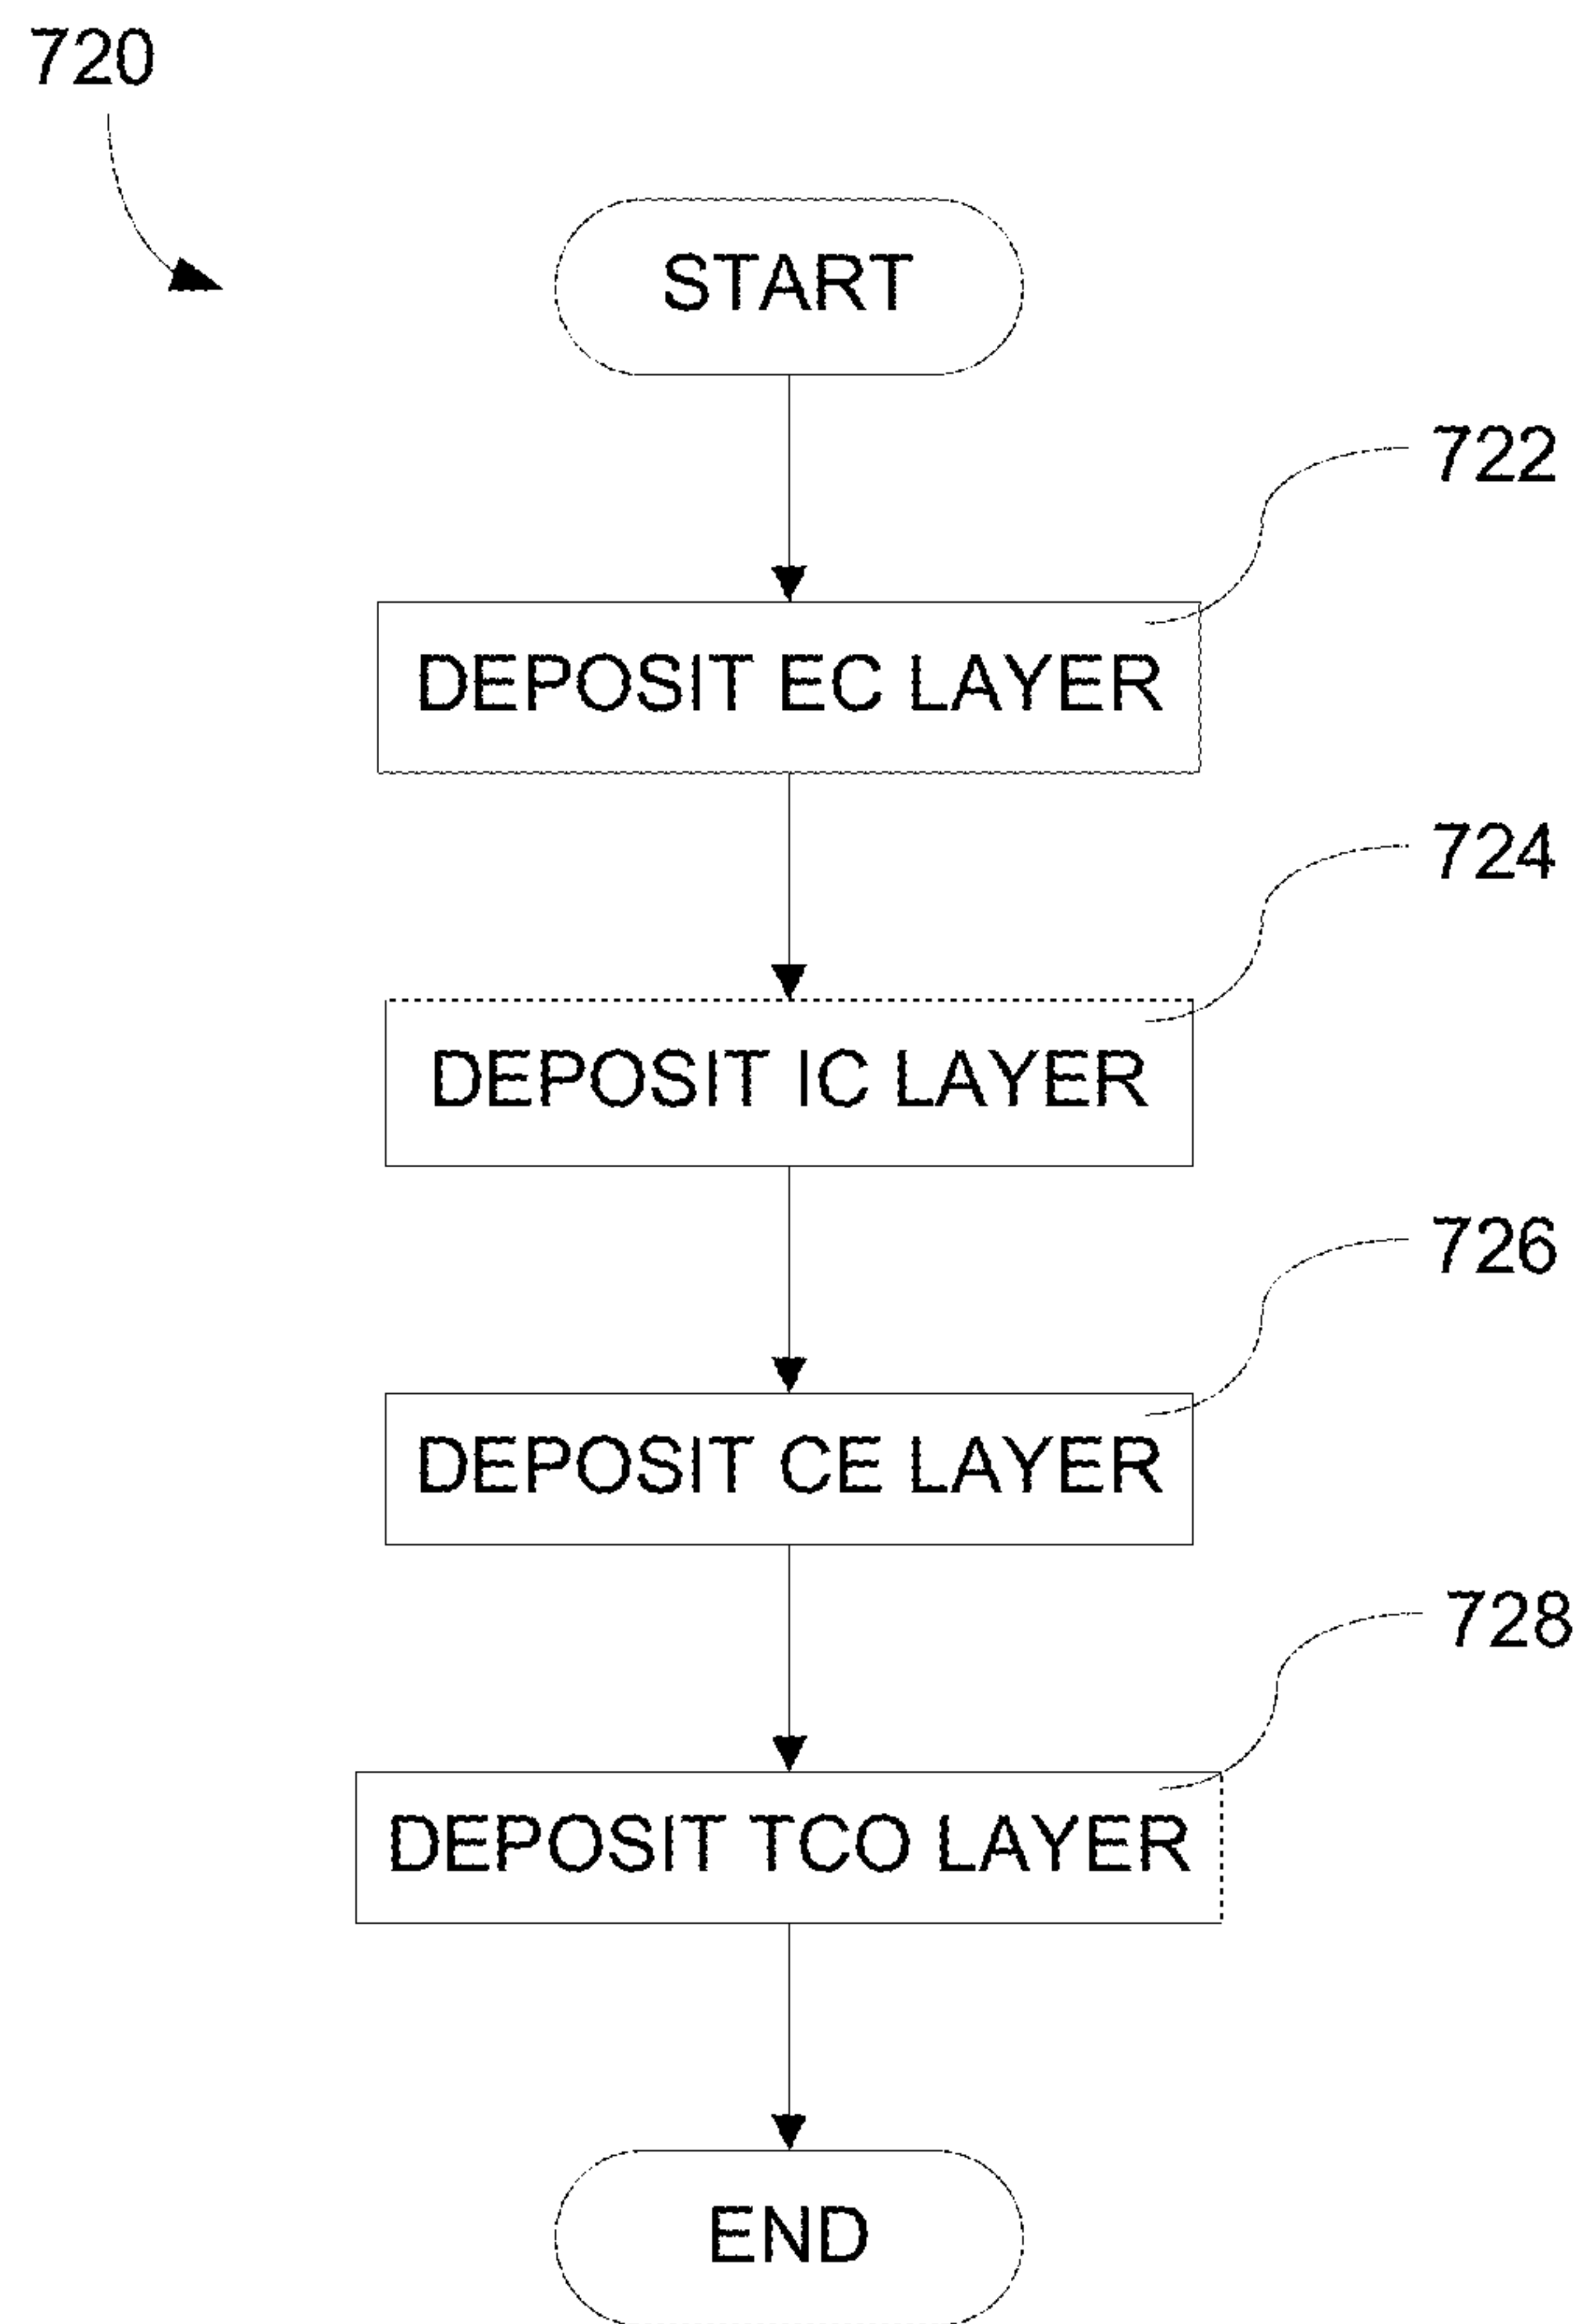 720
START
722
DEPOSIT EC LAYER
724
DEPOSIT IC LAYER
726
DEPOSIT CE LAYER
728
DEPOSIT TCO LAYER
END